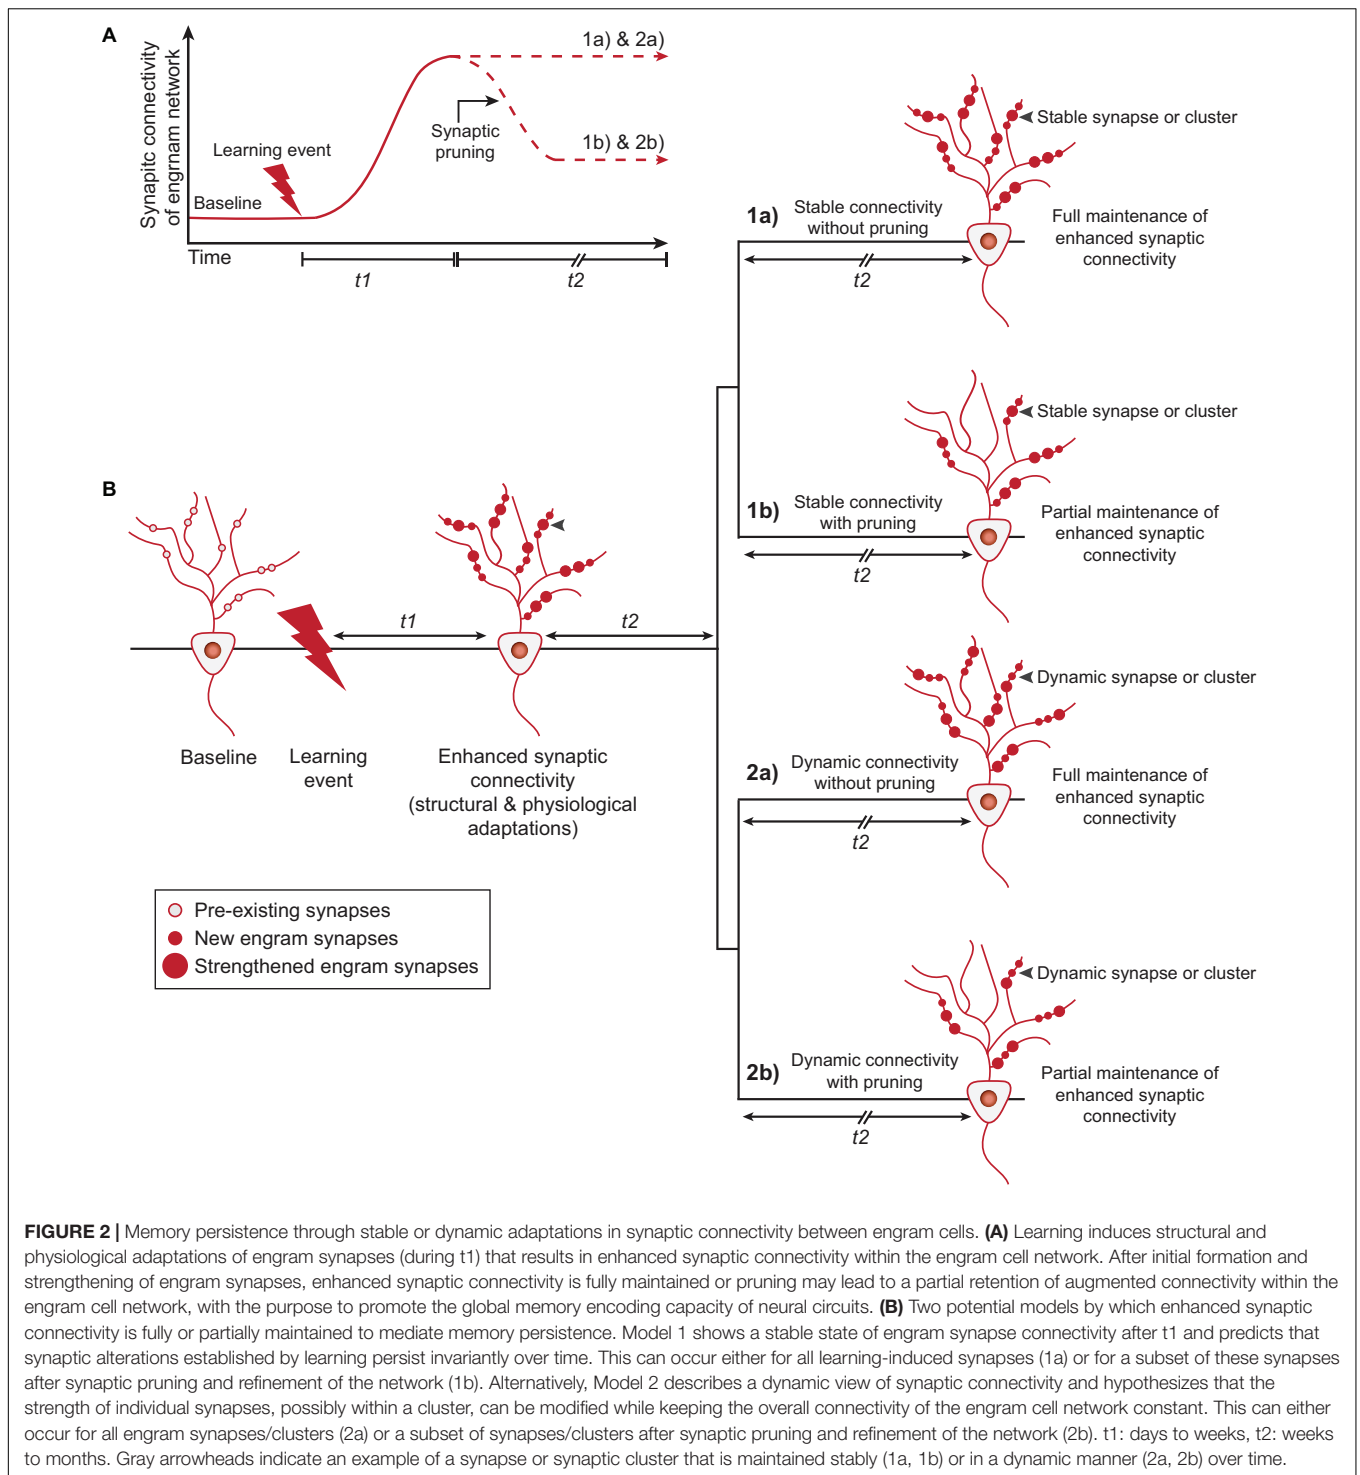 A
Synapitc connectivity
of engrnam network
1a) & 2a)
Synaptic
pruning
Learning event
1b) & 2b)
Baseline
Time
t1
t2
Stable synapse or cluster
1a)
Stable connectivity
without pruning
t2
Full maintenance of
enhanced synaptic
connectivity
Stable synapse or cluster
1b)
Stable connectivity
with pruning
t2
Partial maintenance of
enhanced synaptic
connectivity
B
t1
t2
Baseline
Learning
event
Enhanced synaptic
connectivity
(structural & physiological
adaptations)
Dynamic synapse or cluster
2a)
Dynamic connectivity
without pruning
t2
Full maintenance of
enhanced synaptic
connectivity
Pre-existing synapses
New engram synapses
Strengthened engram synapses
Dynamic synapse or cluster
2b)
Dynamic connectivity
with pruning
t2
Partial maintenance of
enhanced synaptic
connectivity
FIGURE 2 | Memory persistence through stable or dynamic adaptations in synaptic connectivity between engram cells. (A) Learning induces structural and
physiological adaptations of engram synapses (during t1) that results in enhanced synaptic connectivity within the engram cell network. After initial formation and
strengthening of engram synapses, enhanced synaptic connectivity is fully maintained or pruning may lead to a partial retention of augmented connectivity within the
engram cell network, with the purpose to promote the global memory encoding capacity of neural circuits. (B) Two potential models by which enhanced synaptic
connectivity is fully or partially maintained to mediate memory persistence. Model 1 shows a stable state of engram synapse connectivity after t1 and predicts that
synaptic alterations established by learning persist invariantly over time. This can occur either for all learning-induced synapses (1a) or for a subset of these synapses
after synaptic pruning and refinement of the network (1b). Alternatively, Model 2 describes a dynamic view of synaptic connectivity and hypothesizes that the
strength of individual synapses, possibly within a cluster, can be modified while keeping the overall connectivity of the engram cell network constant. This can either
occur for all engram synapses/clusters (2a) or a subset of synapses/clusters after synaptic pruning and refinement of the network (2b). t1: days to weeks, t2: weeks
to months. Gray arrowheads indicate an example of a synapse or synaptic cluster that is maintained stably (1a, 1b) or in a dynamic manner (2a, 2b) over time.